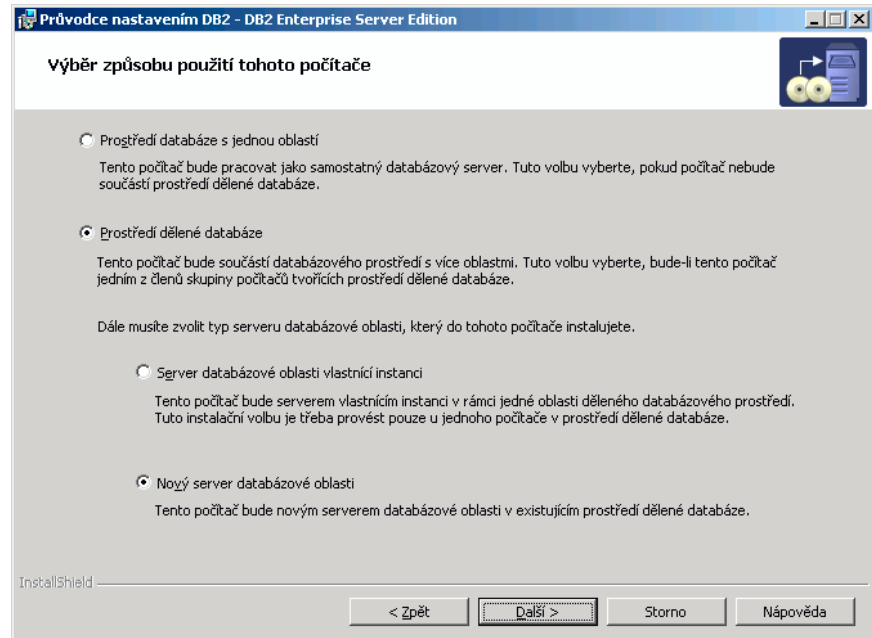 Průvodce nastavením DB2 - DB2 Enterprise Server Edition
Výběr způsobu použití tohoto počítače
Prostředí databáze s jednou oblastí
Tento počítač bude pracovat jako samostatný databázový server. Tuto volbu vyberte, pokud počítač nebude
součástí prostředí dělené databáze.
Prostředí dělené databáze
Tento počítač bude součástí databázového prostředí s více oblastmi. Tuto volbu vyberte, bude-li tento počítač
jedním z členů skupiny počítačů tvořících prostředí dělené databáze.
Dále musíte zvolit typ serveru databázové oblasti, který do tohoto počítače instalujete.
Server databázové oblasti vlastnící instanci
Tento počítač bude serverem vlastnícím instanci v rámci jedné oblasti děleného databázového prostředí.
Tuto instalační volbu je třeba provést pouze u jednoho počítače v prostředí dělené databáze.
Nový server databázové oblasti
Tento počítač bude novým serverem databázové oblasti v existujícím prostředí dělené databáze.
InstallShield
< Zpět Další > Storno Nápověda